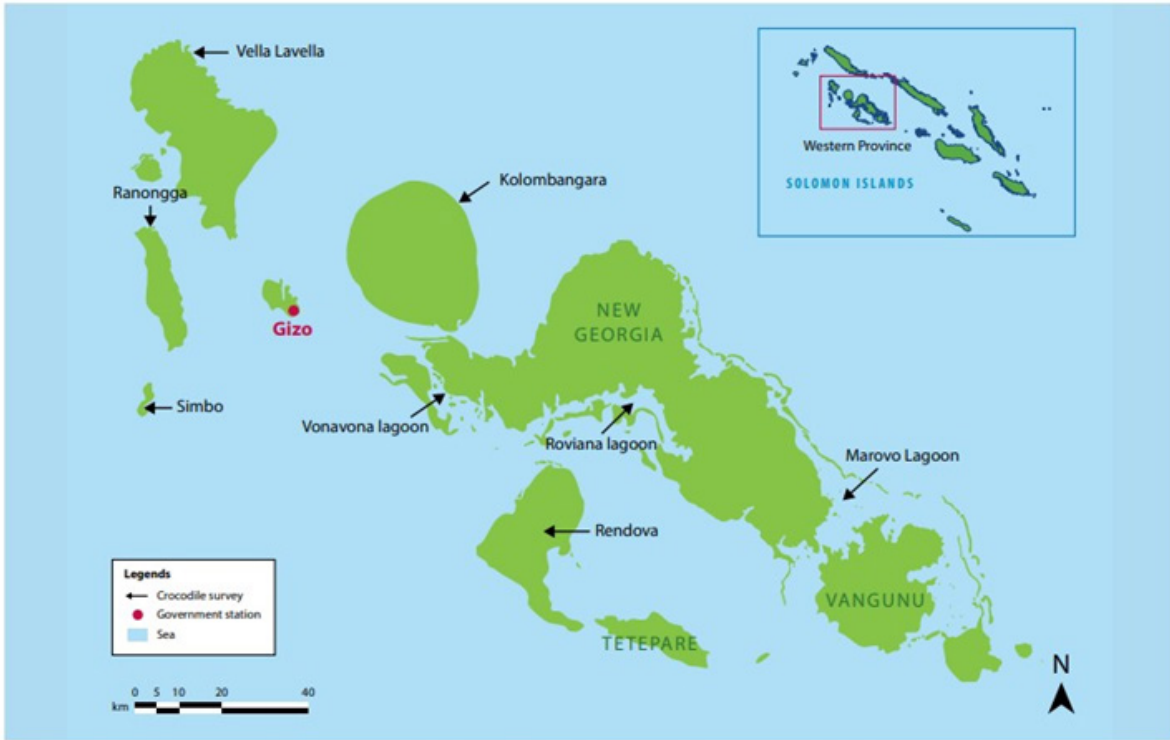 Vella Lavella
Western Province
SOLOMON ISLANDS
Ranongga
Kolombangara
NEW
GEORGIA
Gizo
Simbo
Vonavona lagoon
Roviana lagoon
Marovo Lagoon
Rendova
VANGUNU
TETEPARE
Legends
Crocodile survey
Government station
Sea
N
0 5 10 20 40
km